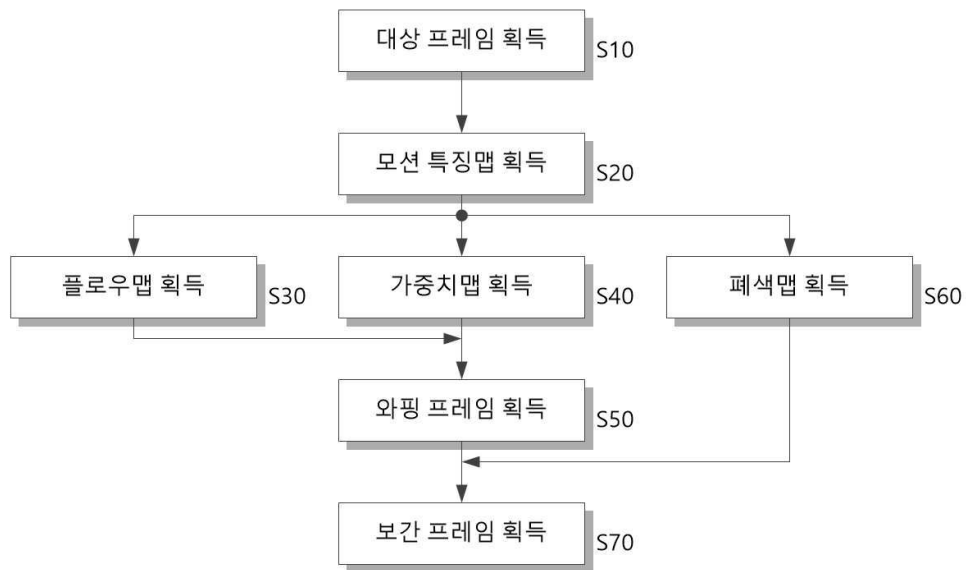 대상 프레임 획득
S10
모션 특징맵 획득
S20
플로우맵 획득
S30
가중치맵 획득
S40
폐색맵 획득
S60
와핑 프레임 획득
S50
보간 프레임 획득
S70